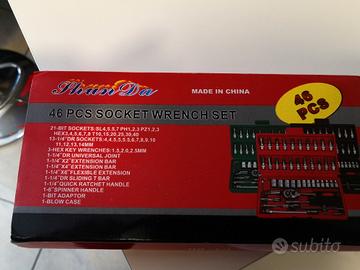 Shan Da
MADE IN CHINA
46 PCS SOCKET WRENCH SET
46
PCS
21-BIT SOCKETS:SL4,5.5,7 PH1,2,3 PZ1,2,3
HEX3,4,5,6,7,8 T10,15,20,25,30,40
13-1/4"DR SOCKETS:4,4.5,5,5.5,6,7,8,9,10
11,12,13,14MM
3-HEX KEY WRENCHES:1.5,2.0,2.5MM
1-1/4"DR UNIVERSAL JOINT
1-1/4"X2"EXTENSION BAR
1-1/4"X4"EXTENSION BAR
1-1/4"X6"FLEXIBLE EXTENSION
1-1/4"DR SLIDING T BAR
1-1/4"QUICK RATCHET HANDLE
1-6"SPINNER HANDLE
1-BIT ADAPTOR
1-BLOW CASE
subito